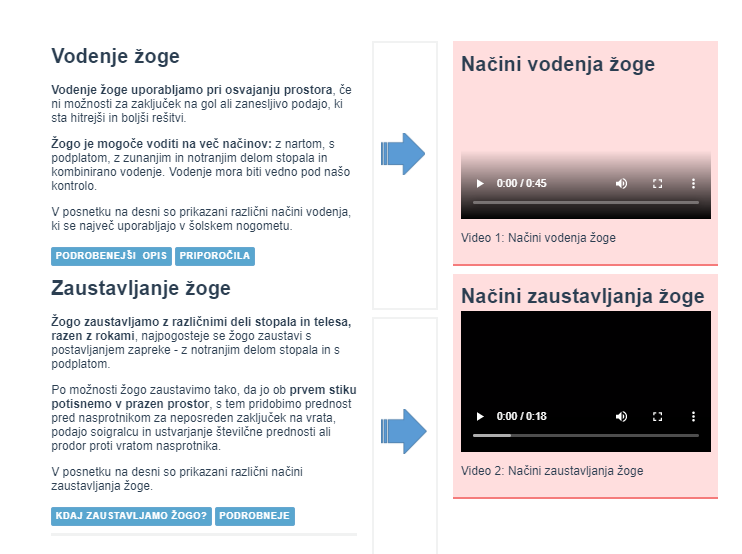 Vodenje žoge
Vodenje žoge uporabljamo pri osvajanju prostora, če
ni možnosti za zaključek na gol ali zanesljivo podajo, ki
sta hitrejši in boljši rešitvi.
Žogo je mogoče voditi na več načinov: z nartom, s
podplatom, z zunanjim in notranjim delom stopala in
kombinirano vodenje. Vodenje mora biti vedno pod našo
kontrolo.
V posnetku na desni so prikazani različni načini vodenja,
ki se največ uporabljajo v šolskem nogometu.
PODROBENEJŠI OPIS PRIPOROČILA
Zaustavljanje žoge
Žogo zaustavljamo z različnimi deli stopala in telesa,
razen z rokami, najpogosteje se žogo zaustavi s
postavljanjem zapreke - z notranjim delom stopala in s
podplatom.
Po možnosti žogo zaustavimo tako, da jo ob prvem stiku
potisnemo v prazen prostor, s tem pridobimo prednost
pred nasprotnikom za neposreden zaključek na vrata,
podajo soigralcu in ustvarjanje številčne prednosti ali
prodor proti vratom nasprotnika.
V posnetku na desni so prikazani različni načini
zaustavljanja žoge.
KDAJ ZAUSTAVLJAMO ŽOGO? PODROBNEJE
Načini vodenja žoge
0:00 / 0:45
Video 1: Načini vodenja žoge
Načini zaustavljanja žoge
0:00 / 0:18
Video 2: Načini zaustavljanja žoge